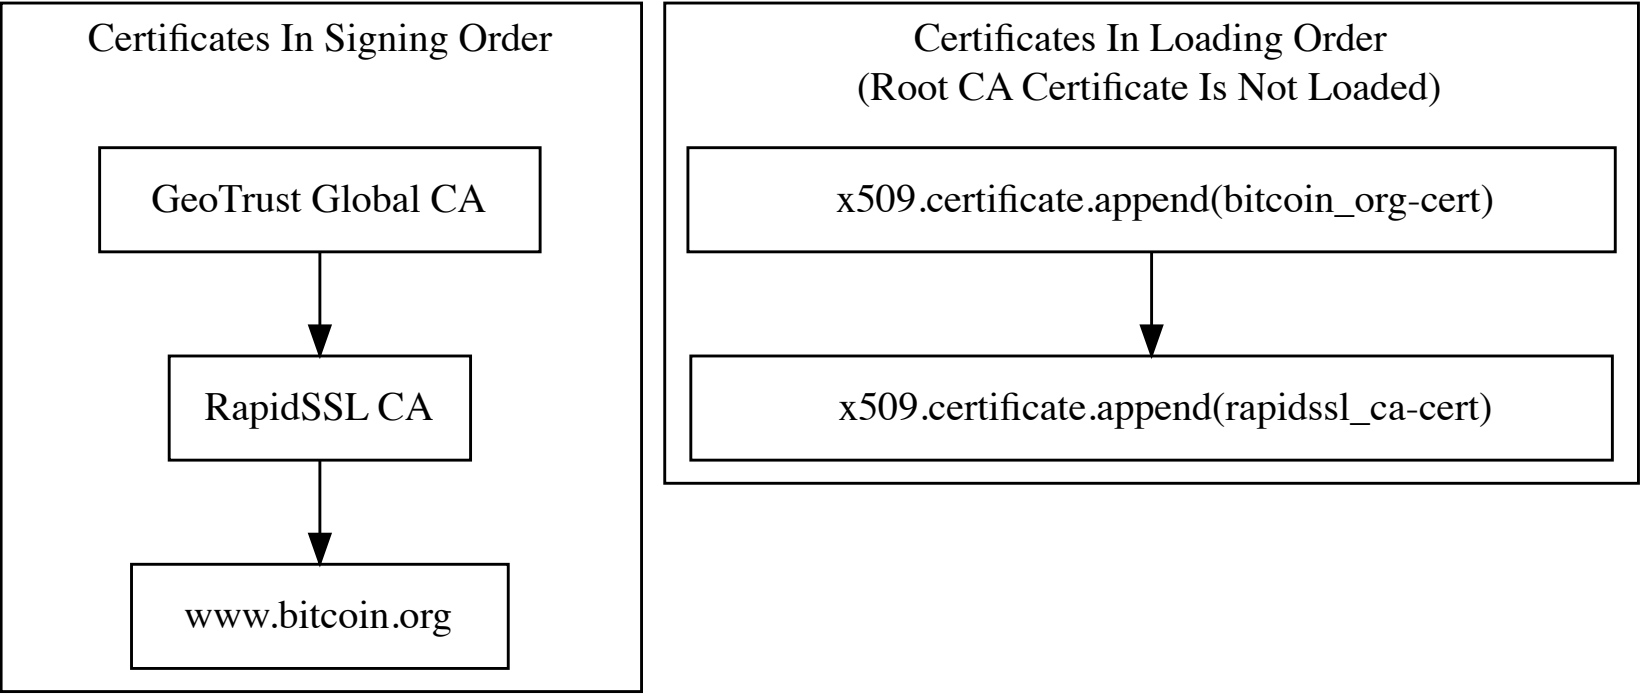 Certificates In Signing Order
GeoTrust Global CA
RapidSSL CA
www.bitcoin.org
Certificates In Loading Order
(Root CA Certificate Is Not Loaded)
x509.certificate.append(bitcoin_org-cert)
x509.certificate.append(rapidssl_ca-cert)